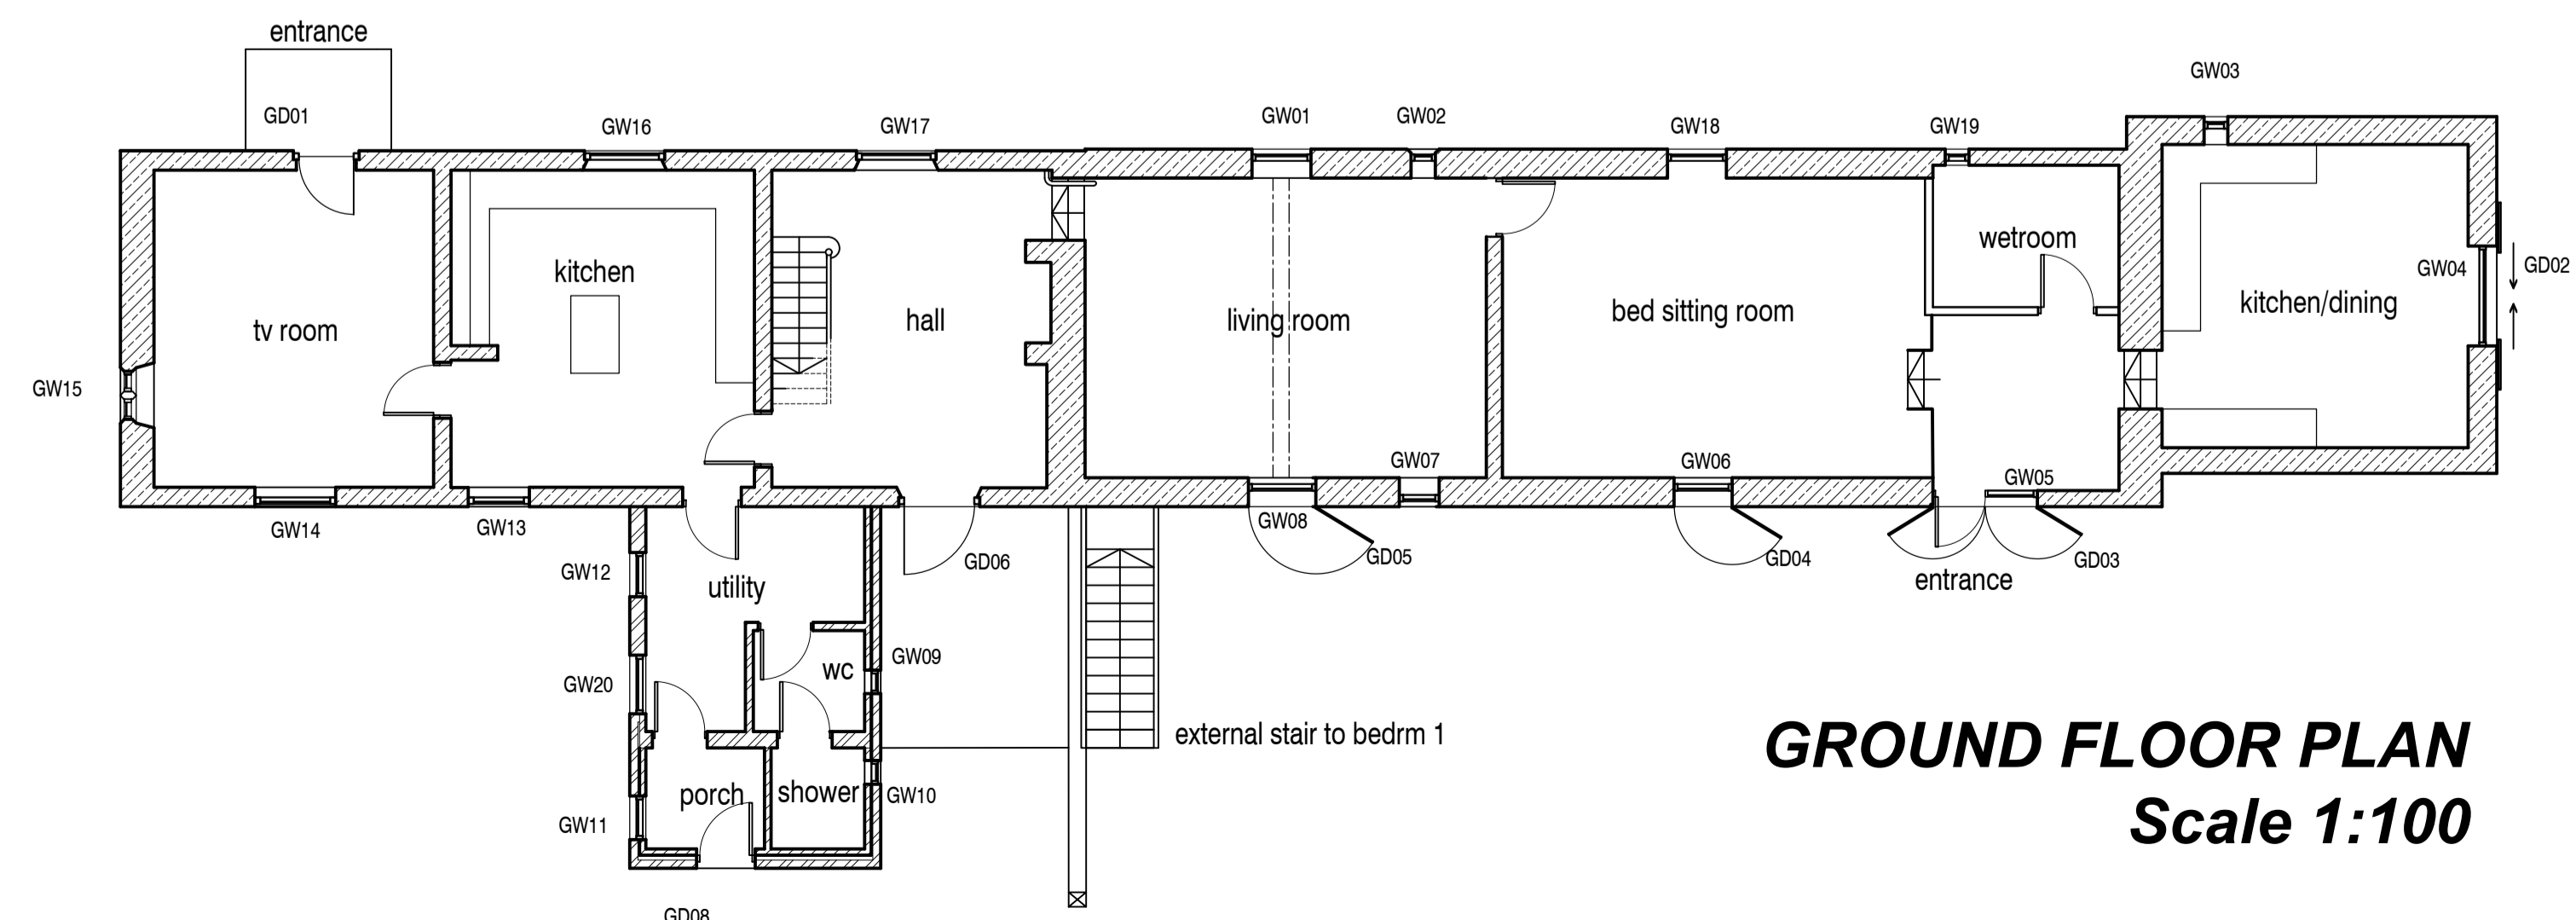 entrance
GW03
GD01
GW16
GW17
GW01
GW02
GW18
GW19
kitchen
wetroom
GW04
GD02
tv room
hall
living room
bed sitting room
kitchen/dining
GW15
GW07
GW06
GW05
GW14
GW13
GW08
GW12
utility
GD06
GD05
GD04
GD03
entrance
GW20
wc
GW09
external stair to bedrm 1
GROUND FLOOR PLAN
Scale 1:100
porch
shower
GW10
GW11
GD08